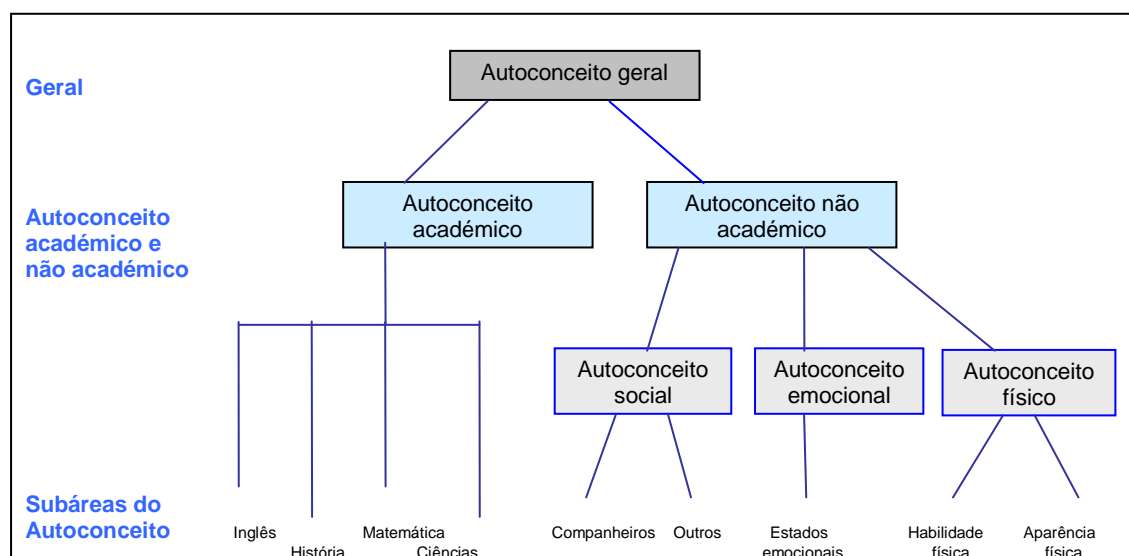 Geral
Autoconceito geral
Autoconceito
académico e
não académico
Autoconceito
académico
Autoconceito não
académico
Autoconceito
social
Autoconceito
emocional
Autoconceito
físico
Subáreas do
Autoconceito
Inglês
História
Matemática
Ciências
Companheiros
Outros
Estados
emocionais
Habilidade
física
Aparência
física